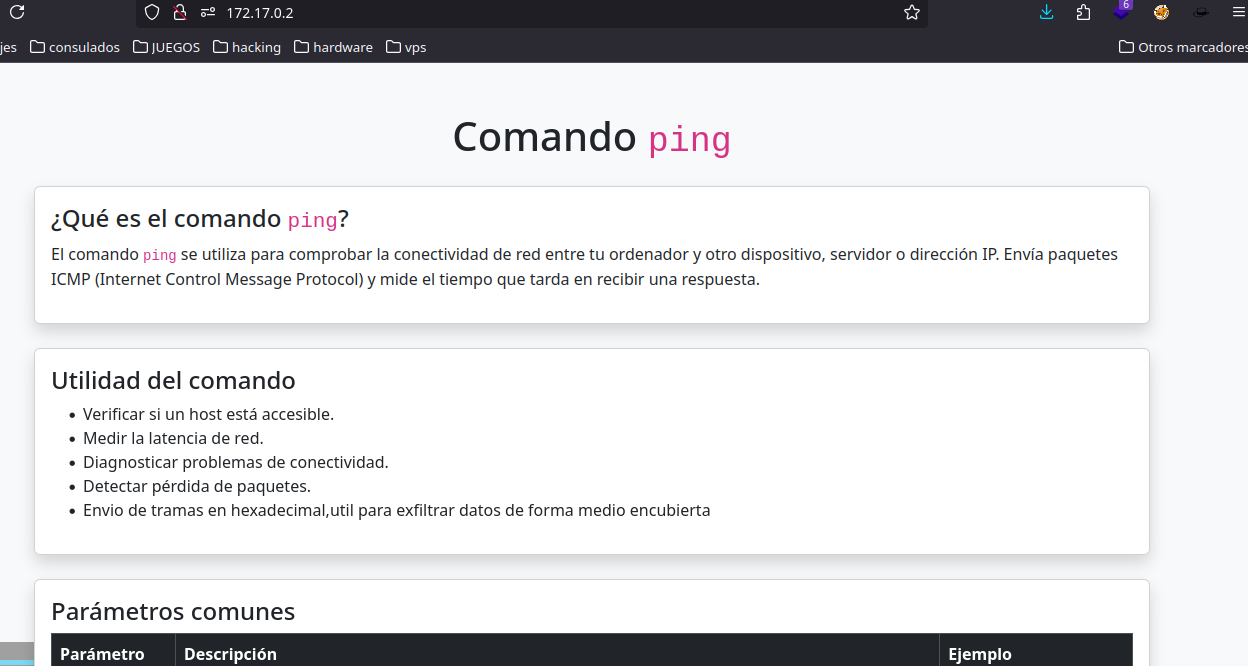 172.17.0.2
6
jes consulados JUEGOS hacking hardware vps Otros marcadores
Comando ping
¿Qué es el comando ping?
El comando ping se utiliza para comprobar la conectividad de red entre tu ordenador y otro dispositivo, servidor o dirección IP. Envía paquetes
ICMP (Internet Control Message Protocol) y mide el tiempo que tarda en recibir una respuesta.
Utilidad del comando
• Verificar si un host está accesible.
• Medir la latencia de red.
• Diagnosticar problemas de conectividad.
• Detectar pérdida de paquetes.
• Envio de tramas en hexadecimal,util para exfiltrar datos de forma medio encubierta
Parámetros comunes
Parámetro Descripción Ejemplo